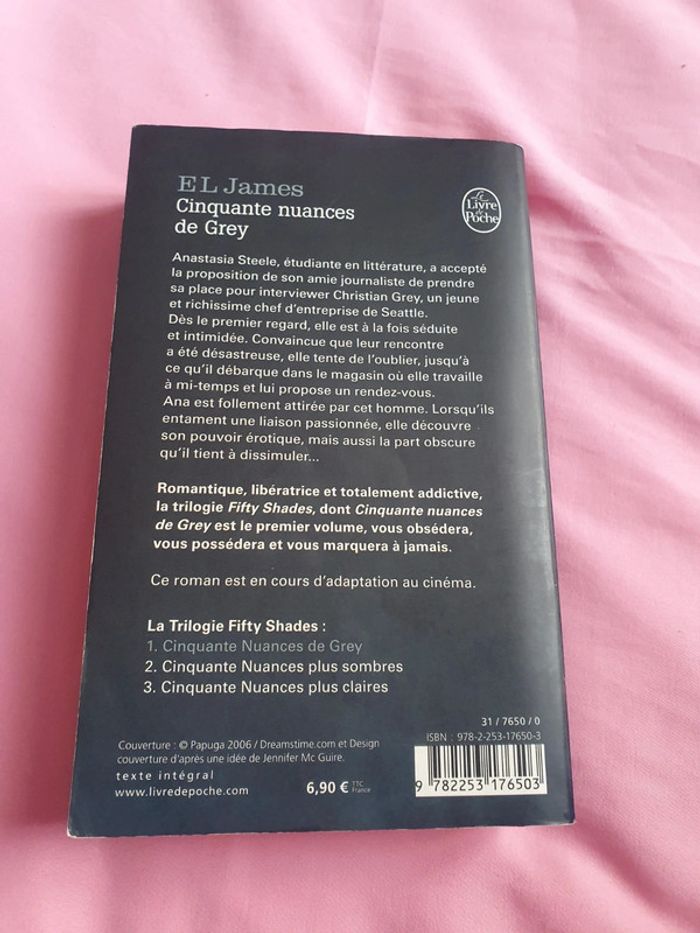 E L James
Cinquante nuances
de Grey
Le
Livre
de
Poche
Anastasia Steele, étudiante en littérature, a accepté
la proposition de son amie journaliste de prendre
sa place pour interviewer Christian Grey, un jeune
et richissime chef d'entreprise de Seattle.
Dès le premier regard, elle est à la fois séduite
et intimidée. Convaincue que leur rencontre
a été désastreuse, elle tente de l'oublier, jusqu'à
ce qu'il débarque dans le magasin où elle travaille
à mi-temps et lui propose un rendez-vous.
Ana est follement attirée par cet homme. Lorsqu'ils
entament une liaison passionnée, elle découvre
son pouvoir érotique, mais aussi la part obscure
qu'il tient à dissimuler...
Romantique, libératrice et totalement addictive,
la trilogie Fifty Shades, dont Cinquante nuances
de Grey est le premier volume, vous obsédera,
vous possédera et vous marquera à jamais.
Ce roman est en cours d'adaptation au cinéma.
La Trilogie Fifty Shades :
1. Cinquante Nuances de Grey
2. Cinquante Nuances plus sombres
3. Cinquante Nuances plus claires
31 / 7650 / 0
ISBN : 978-2-253-17650-3
Couverture : © Papuga 2006 / Dreamstime.com et Design
couverture d'après une idée de Jennifer Mc Guire.
texte intégral
www.livredepoche.com
6,90 € TTC
France
9 782253 176503